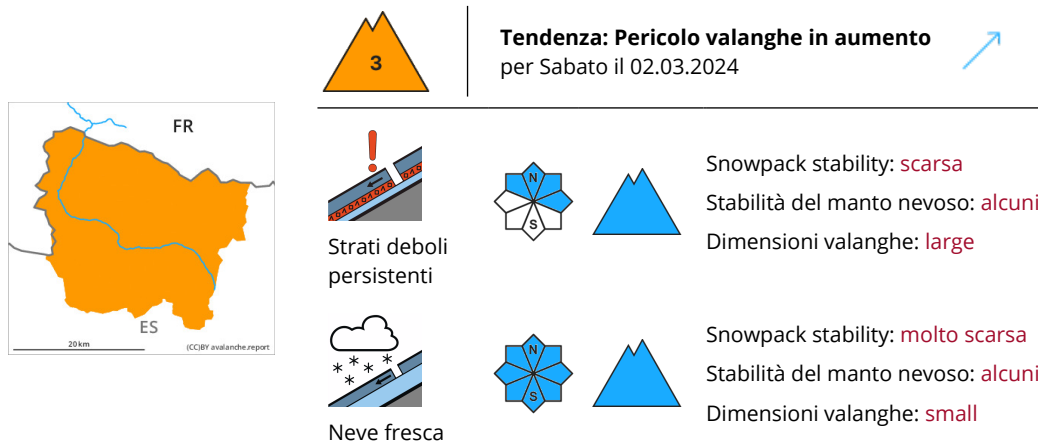 3
Tendenza: Pericolo valanghe in aumento
per Sabato il 02.03.2024
FR
ES
20 km
(CC)BY avalanche.report
N
S
Strati deboli
persistenti
Snowpack stability: scarsa
Stabilità del manto nevoso: alcuni
Dimensioni valanghe: large
N
S
Neve fresca
Snowpack stability: molto scarsa
Stabilità del manto nevoso: alcuni
Dimensioni valanghe: small